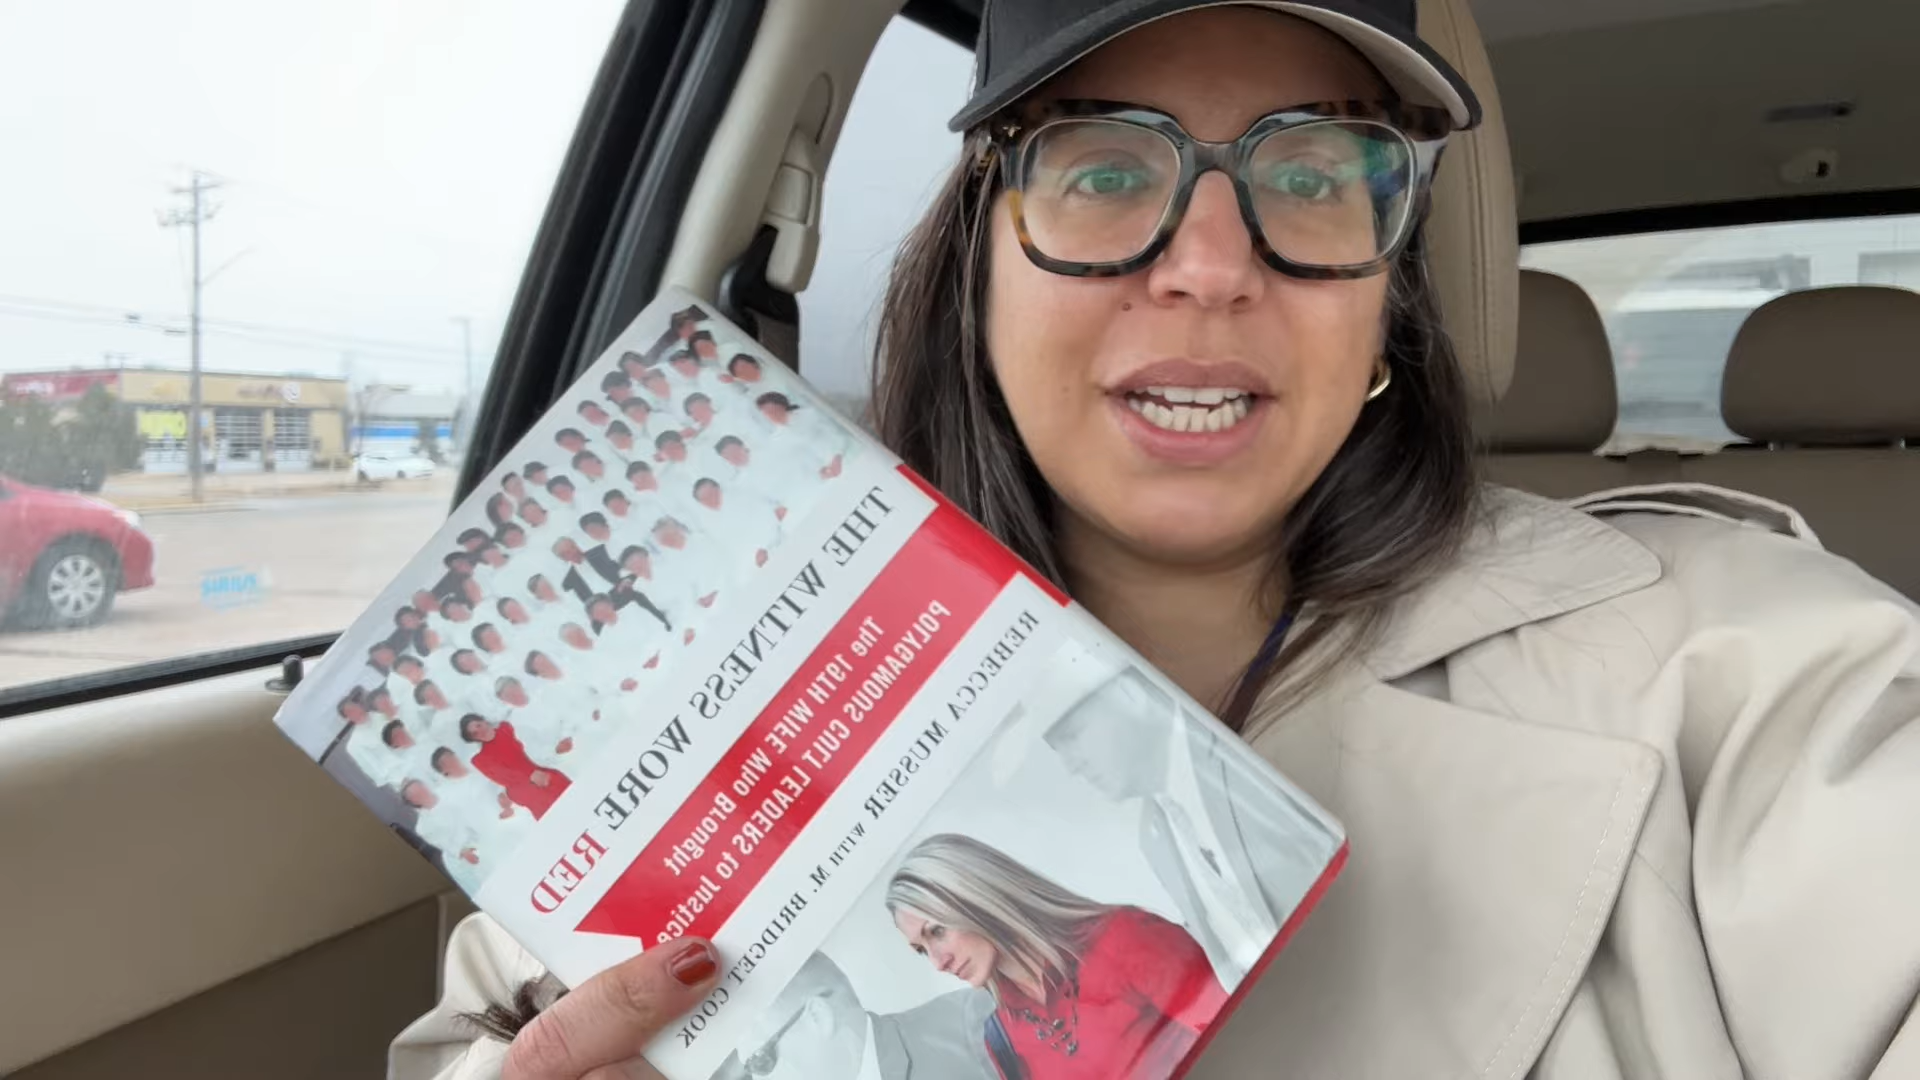 THE WITNESS WORE RED
The 19TH WIFE Who Brought
POLYGAMOUS CULT LEADERS to Justice
REBECCA MUSSER WITH M. BRIDGET COOK